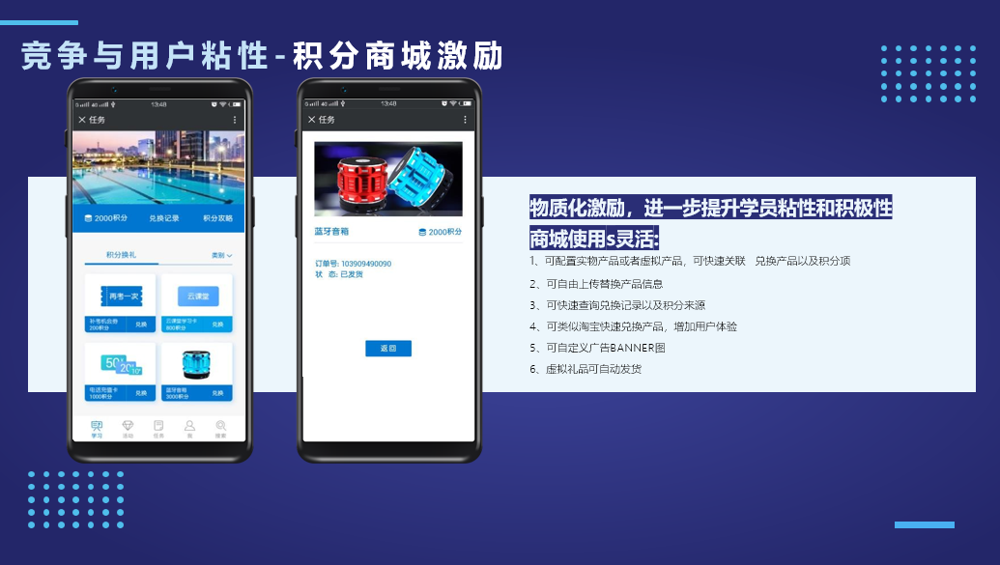 竞争与用户粘性-积分商城激励
13:48
任务
2000积分 兑换记录 积分攻略
积分换礼 类别
再考一次
云课堂
补考机会券
200积分 兑换
云课堂学习卡
800积分 兑换
50 20 10
电话充值卡
1000积分 兑换
蓝牙音箱
3000积分 兑换
学习 活动 任务 我 搜索
13:48
任务
蓝牙音箱 2000积分
订单号: 103909490090
状 态: 已发货
返回
物质化激励，进一步提升学员粘性和积极性
商城使用s灵活:
1、可配置实物产品或者虚拟产品，可快速关联 兑换产品以及积分项
2、可自由上传替换产品信息
3、可快速查询兑换记录以及积分来源
4、可类似淘宝快速兑换产品，增加用户体验
5、可自定义广告BANNER图
6、虚拟礼品可自动发货